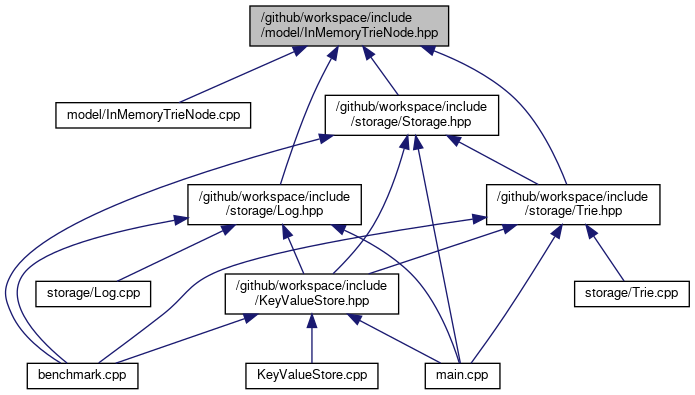 /github/workspace/include
/model/InMemoryTrieNode.hpp
model/InMemoryTrieNode.cpp
/github/workspace/include
/storage/Storage.hpp
/github/workspace/include
/storage/Log.hpp
/github/workspace/include
/storage/Trie.hpp
storage/Log.cpp
/github/workspace/include
/KeyValueStore.hpp
storage/Trie.cpp
benchmark.cpp
KeyValueStore.cpp
main.cpp